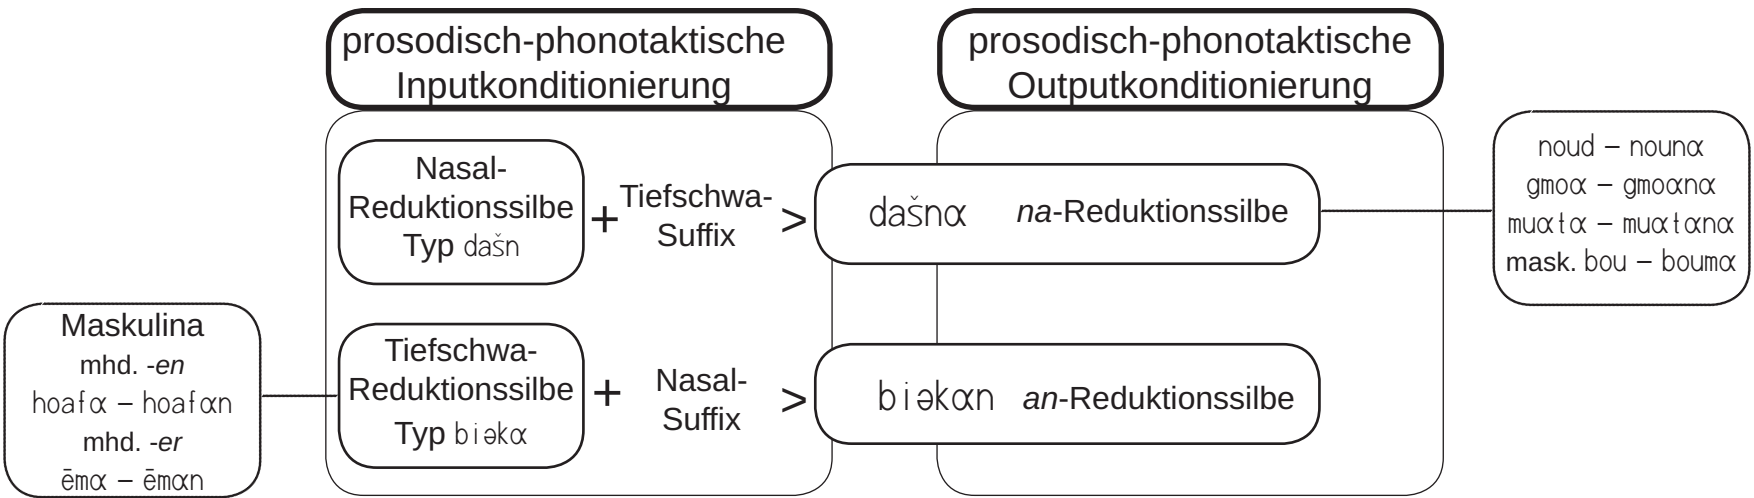 prosodisch-phonotaktische
Inputkonditionierung
prosodisch-phonotaktische
Outputkonditionierung
Nasal-
Reduktionssilbe
Typ dašn
+
Tiefschwa-
Suffix
>
dašnɑ na-Reduktionssilbe
noud – nounɑ
gmoɑ – gmoɑnɑ
muɑtɑ – muɑtɑnɑ
mask. bou – boumɑ
Maskulina
mhd. -en
hoafɑ – hoafɑn
mhd. -er
ēmɑ – ēmɑn
Tiefschwa-
Reduktionssilbe
Typ biəkɑ
+
Nasal-
Suffix
>
biəkɑn an-Reduktionssilbe